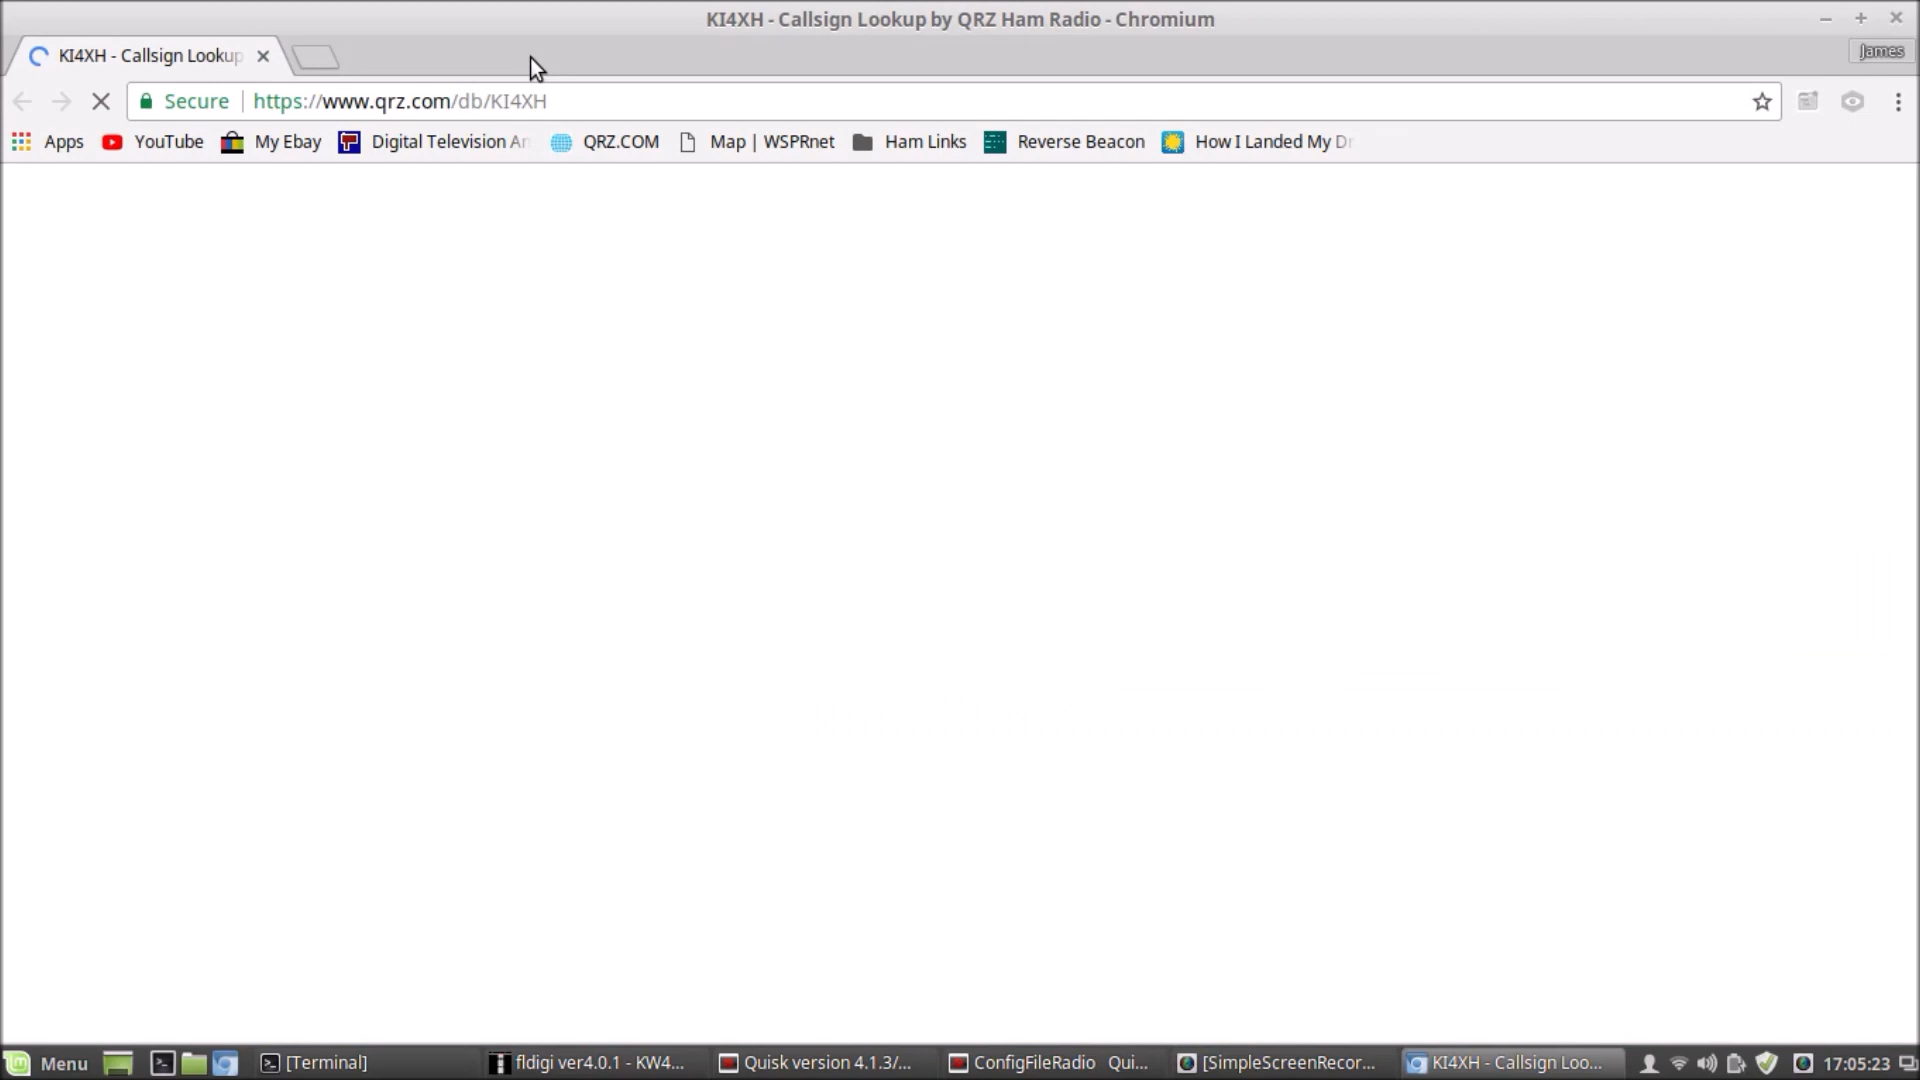 KI4XH - Callsign Lookup by QRZ Ham Radio - Chromium
KI4XH - Callsign Lookup
James
Secure https://www.qrz.com/db/KI4XH
Apps YouTube My Ebay Digital Television An QRZ.COM Map | WSPRnet Ham Links Reverse Beacon How I Landed My Dr
Menu [Terminal] fldigi ver4.0.1 - KW4... Quisk version 4.1.3/... ConfigFileRadio Qui... [SimpleScreenRecor... KI4XH - Callsign Loo... 17:05:23